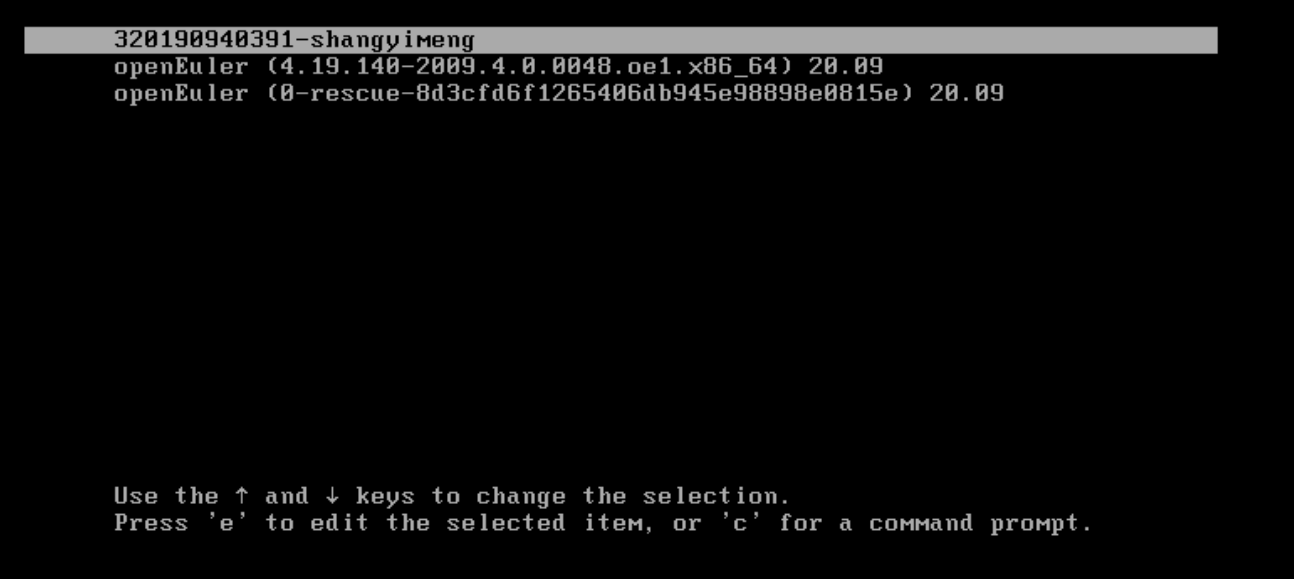 320190940391-shangyimeng
openEuler (4.19.140-2009.4.0.0048.oe1.x86_64) 20.09
openEuler (0-rescue-8d3cfd6f1265406db945e98898e0815e) 20.09
Use the ↑ and ↓ keys to change the selection.
Press 'e' to edit the selected item, or 'c' for a command prompt.